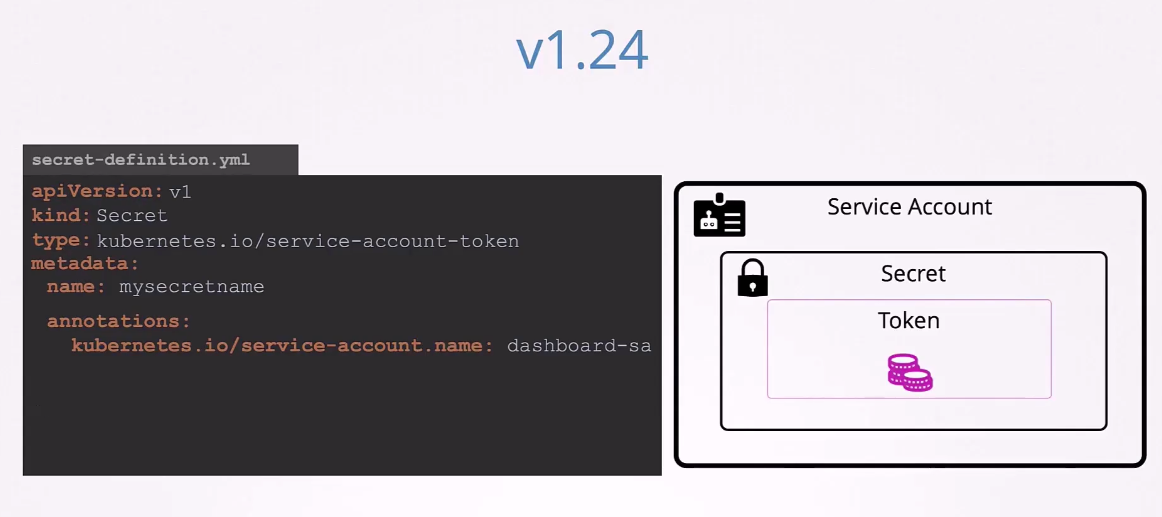 v1.24
secret-definition.yml
apiVersion: v1
kind: Secret
type: kubernetes.io/service-account-token
metadata:
  name: mysecretname
  annotations:
    kubernetes.io/service-account.name: dashboard-sa
Service Account
Secret
Token